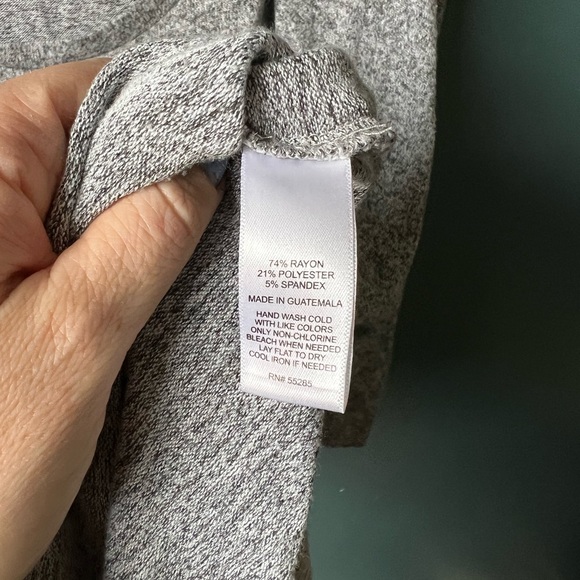 74% RAYON
21% POLYESTER
5% SPANDEX
MADE IN GUATEMALA
HAND WASH COLD
WITH LIKE COLORS
ONLY NON-CHLORINE
BLEACH WHEN NEEDED
LAY FLAT TO DRY
COOL IRON IF NEEDED
RN# 55285